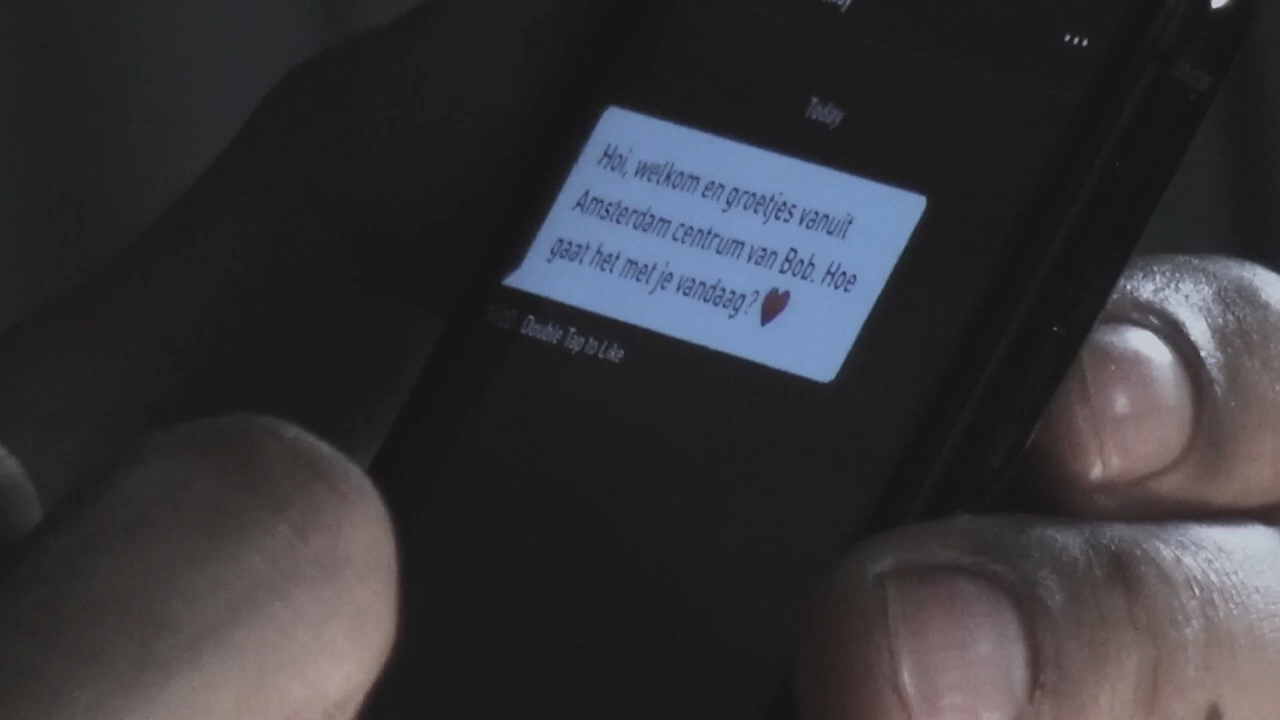 Today
Hoi, welkom en groetjes vanuit
Amsterdam centrum van Bob. Hoe
gaat het met je vandaag? ❤
Double Tap to Like